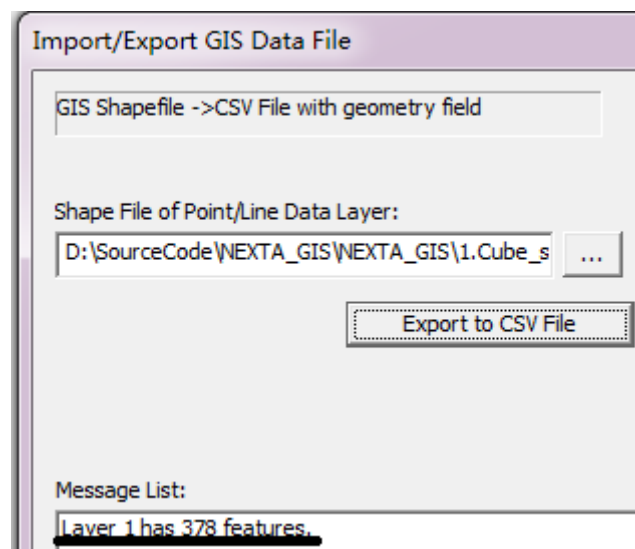 Import/Export GIS Data File
GIS Shapefile ->CSV File with geometry field
Shape File of Point/Line Data Layer:
D:\SourceCode\NEXTA_GIS\NEXTA_GIS\1.Cube_s
...
Export to CSV File
Message List:
Layer 1 has 378 features.